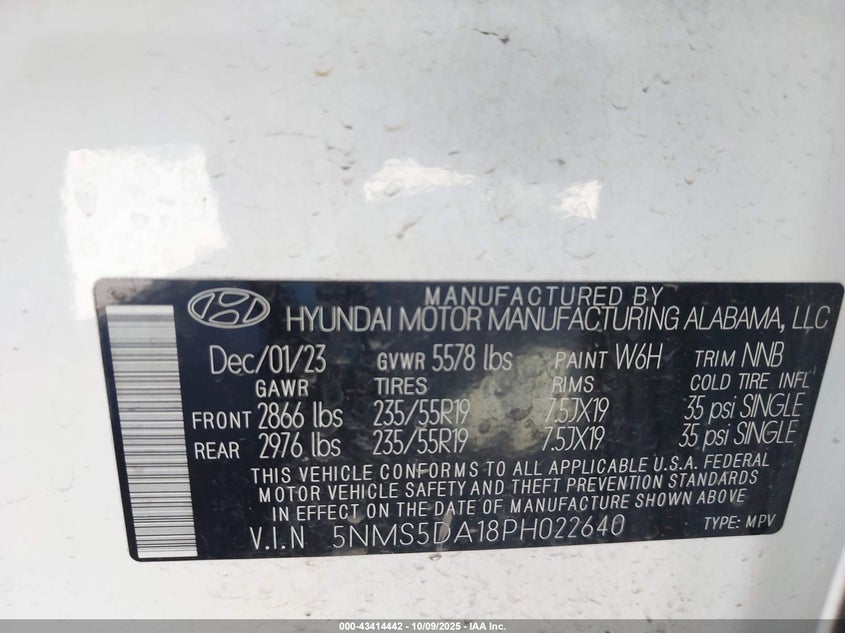 MANUFACTURED BY
HYUNDAI MOTOR MANUFACTURING ALABAMA, LLC
Dec/01/23 GVWR 5578 lbs PAINT W6H TRIM NNB
GAWR TIRES RIMS COLD TIRE INFL
FRONT 2866 lbs 235/55R19 7.5JX19 35 psi SINGLE
REAR 2976 lbs 235/55R19 7.5JX19 35 psi SINGLE
THIS VEHICLE CONFORMS TO ALL APPLICABLE U.S.A. FEDERAL
MOTOR VEHICLE SAFETY AND THEFT PREVENTION STANDARDS
IN EFFECT ON THE DATE OF MANUFACTURE SHOWN ABOVE
V.I.N 5NMS5DA18PH022640 TYPE: MPV
000-43414442 - 10/09/2025 - IAA Inc.